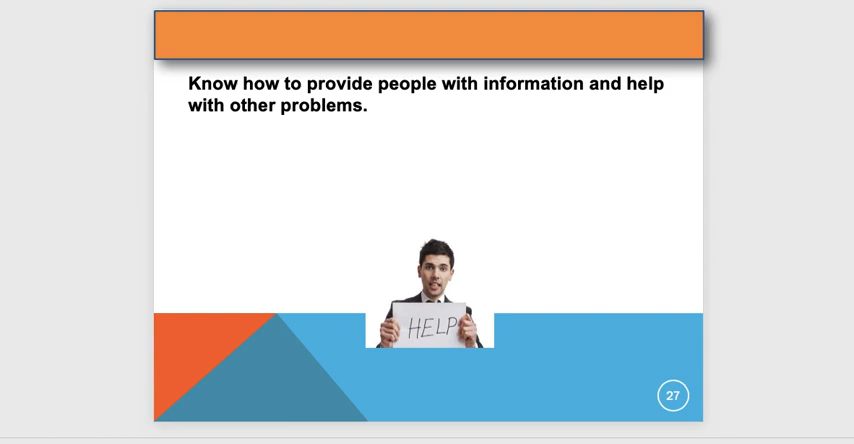 Know how to provide people with information and help
with other problems.
HELP
27